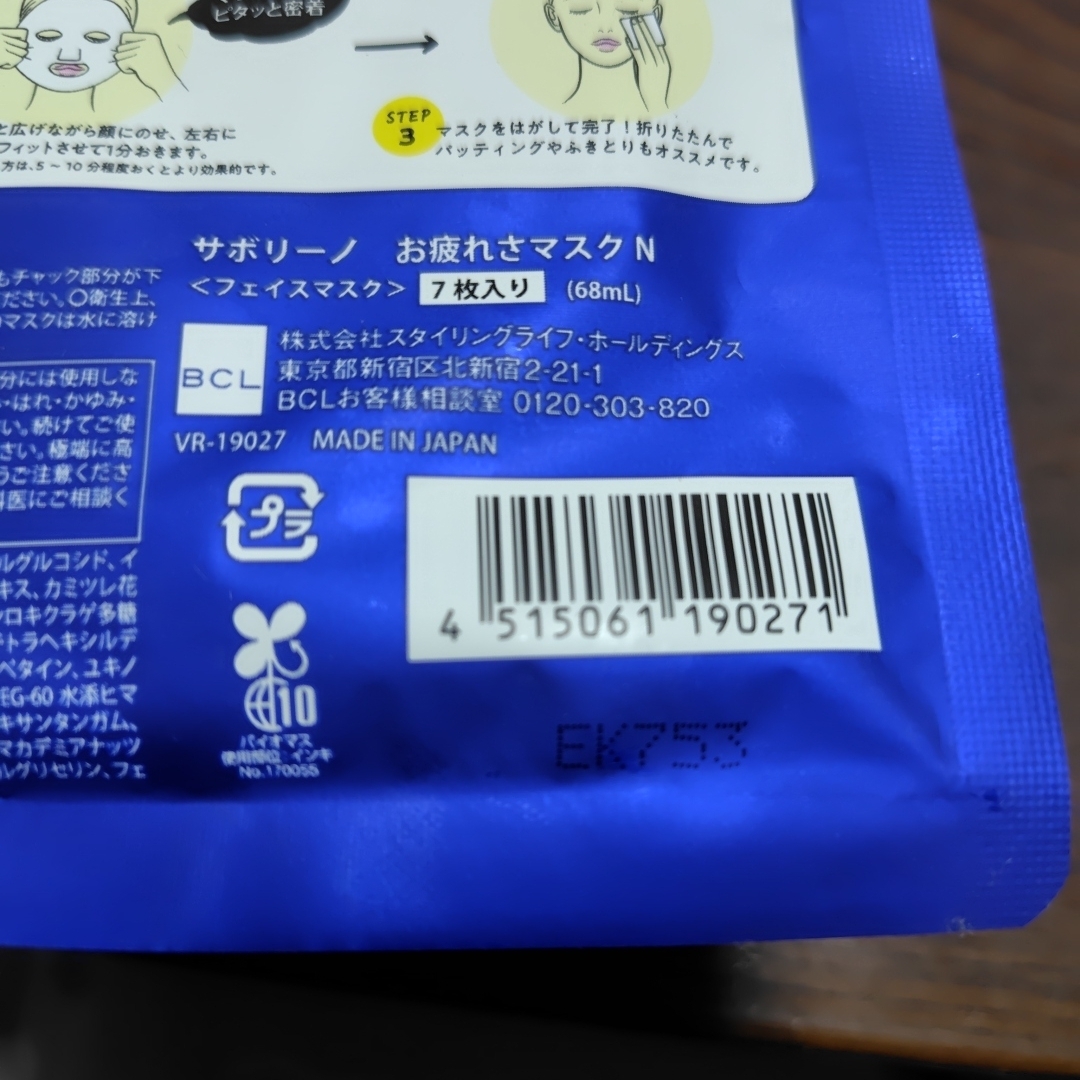 ピタッと密着
と広げながら顔にのせ、左右に
フィットさせて1分おきます。
方は、5～10分程度おくとより効果的です。
STEP
3
マスクをはがして完了！折りたたんで
パッティングやふきとりもオススメです。
サボリーノ　お疲れさマスク N
＜フェイスマスク＞ 7枚入り (68mL)
もチャック部分が下
ださい。〇衛生上、
マスクは水に溶け
BCL
株式会社スタイリングライフ・ホールディングス
東京都新宿区北新宿2-21-1
BCLお客様相談室 0120-303-820
VR-19027　MADE IN JAPAN
分には使用しな
・はれ・かゆみ・
い。続けてご使
さい。極端に高
うご注意くださ
科医にご相談く
プラ
ルグルコシド、イ
キス、カミツレ花
シロキクラゲ多糖
テトラヘキシルデ
ベタイン、ユキノ
EG-60 水添ヒマ
キサンタンガム、
マカデミアナッツ
ルグリセリン、フェ
10
バイオマス
使用部位 インキ
No.170055
4 515061 190271
EK753